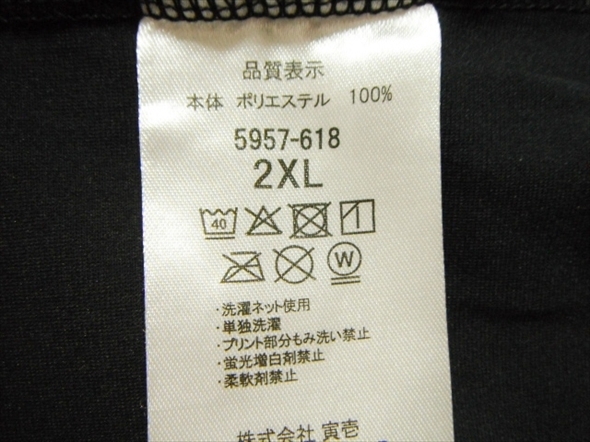 品質表示
本体 ポリエステル 100%
5957-618
2XL
40
W
・洗濯ネット使用
・単独洗濯
・プリント部分もみ洗い禁止
・蛍光増白剤禁止
・柔軟剤禁止
株式会社 寅壱